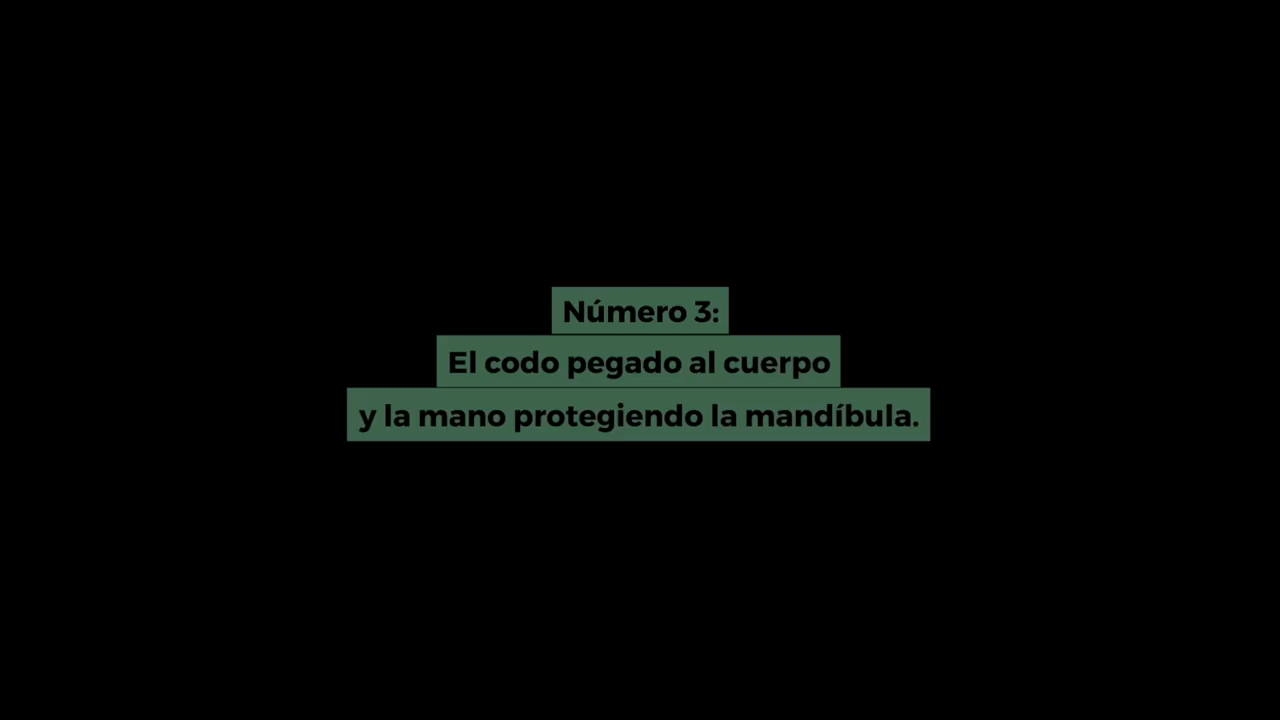 Número 3:
El codo pegado al cuerpo
y la mano protegiendo la mandíbula.